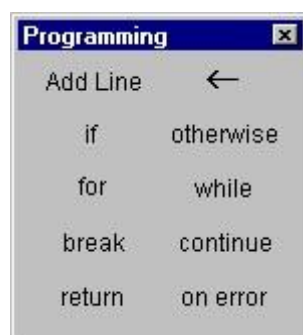 Programming
Add Line ←
if otherwise
for while
break continue
return on error